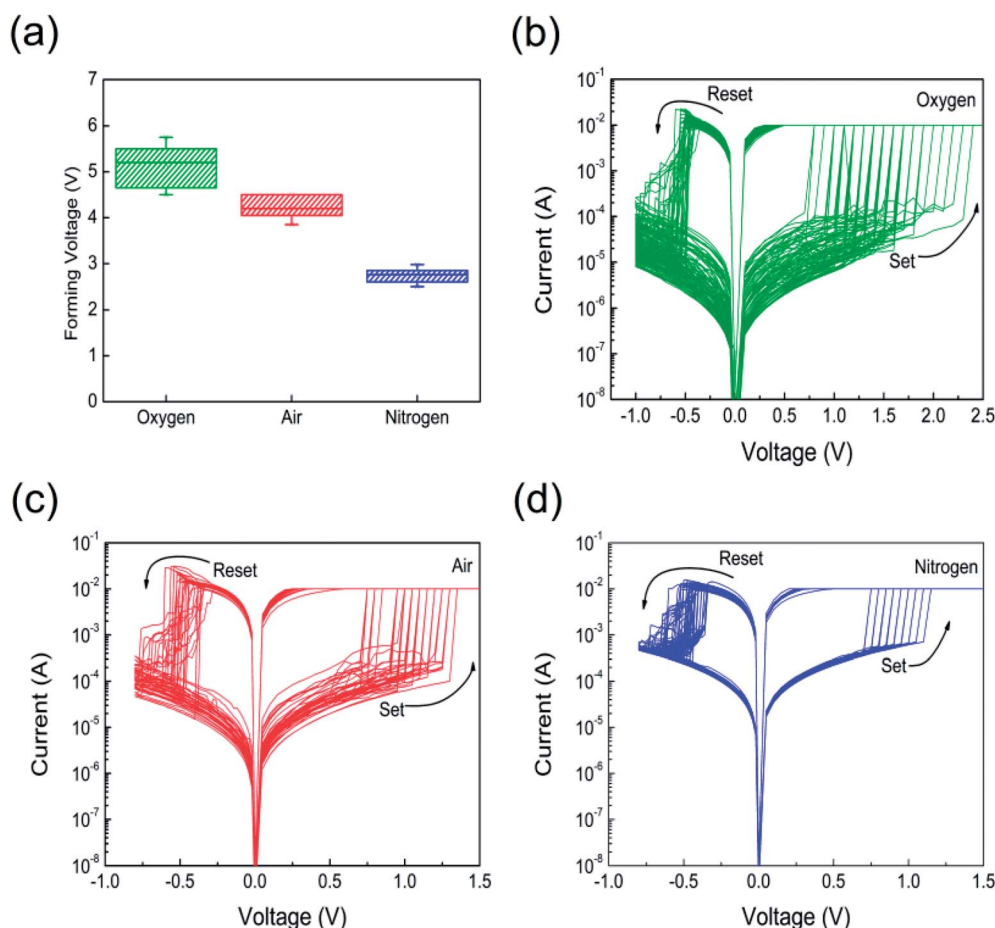 (a)
7
6
5
4
3
2
1
0
Forming Voltage (V)
Oxygen Air Nitrogen
(b)
10⁻¹
10⁻²
10⁻³
10⁻⁴
10⁻⁵
10⁻⁶
10⁻⁷
10⁻⁸
Current (A)
Reset
Oxygen
Set
-1.0 -0.5 0.0 0.5 1.0 1.5 2.0 2.5
Voltage (V)
(c)
10⁻¹
10⁻²
10⁻³
10⁻⁴
10⁻⁵
10⁻⁶
10⁻⁷
10⁻⁸
Current (A)
Reset
Air
Set
-1.0 -0.5 0.0 0.5 1.0 1.5
Voltage (V)
(d)
10⁻¹
10⁻²
10⁻³
10⁻⁴
10⁻⁵
10⁻⁶
10⁻⁷
10⁻⁸
Current (A)
Reset
Nitrogen
Set
-1.0 -0.5 0.0 0.5 1.0 1.5
Voltage (V)